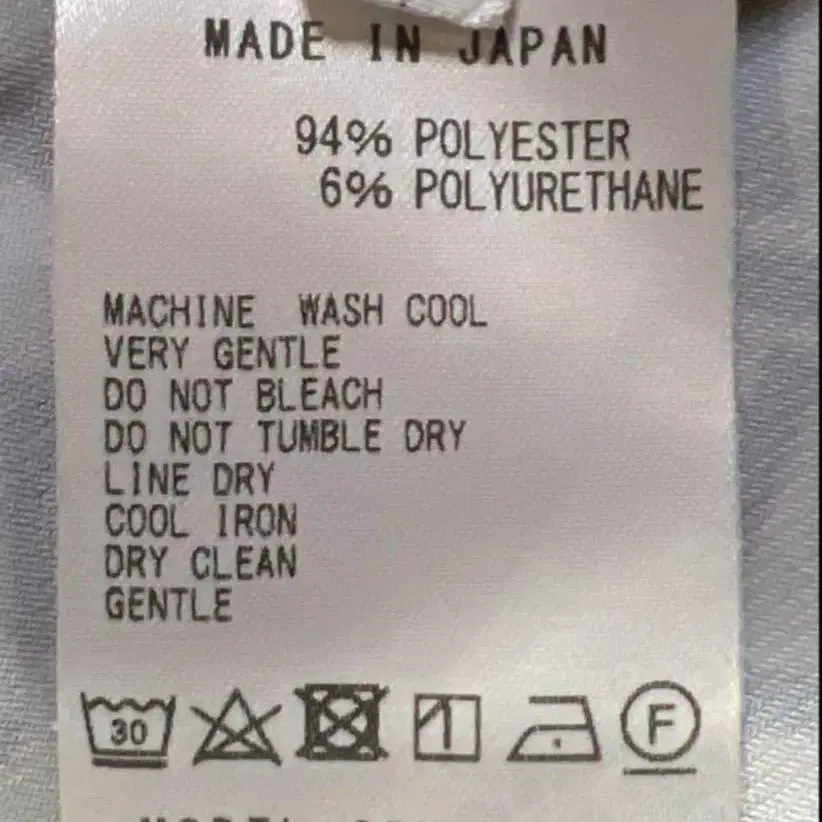 MADE IN JAPAN
94% POLYESTER
6% POLYURETHANE
MACHINE WASH COOL
VERY GENTLE
DO NOT BLEACH
DO NOT TUMBLE DRY
LINE DRY
COOL IRON
DRY CLEAN
GENTLE
30 F